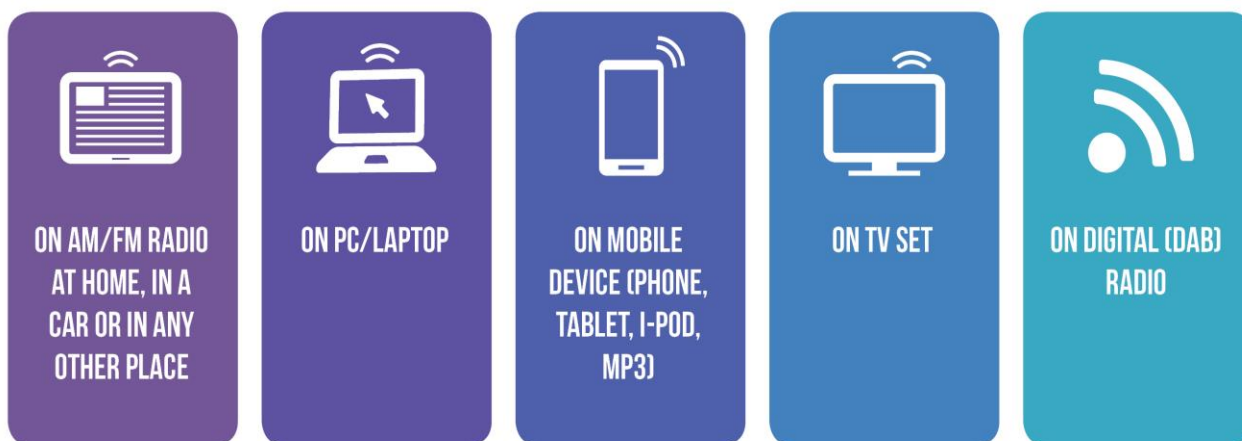 ON AM/FM RADIO
AT HOME, IN A
CAR OR IN ANY
OTHER PLACE
ON PC/LAPTOP
ON MOBILE
DEVICE (PHONE,
TABLET, I-POD,
MP3)
ON TV SET
ON DIGITAL (DAB)
RADIO